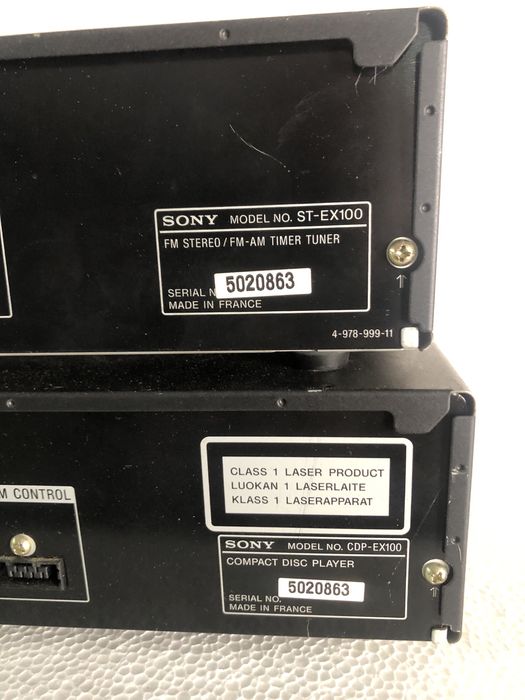 SONY MODEL NO. ST-EX100
FM STEREO / FM-AM TIMER TUNER
SERIAL N 5020863
MADE IN FRANCE
4-978-999-11
M CONTROL
CLASS 1 LASER PRODUCT
LUOKAN 1 LASERLAITE
KLASS 1 LASERAPPARAT
SONY MODEL NO. CDP-EX100
COMPACT DISC PLAYER
SERIAL NO. 5020863
MADE IN FRANCE